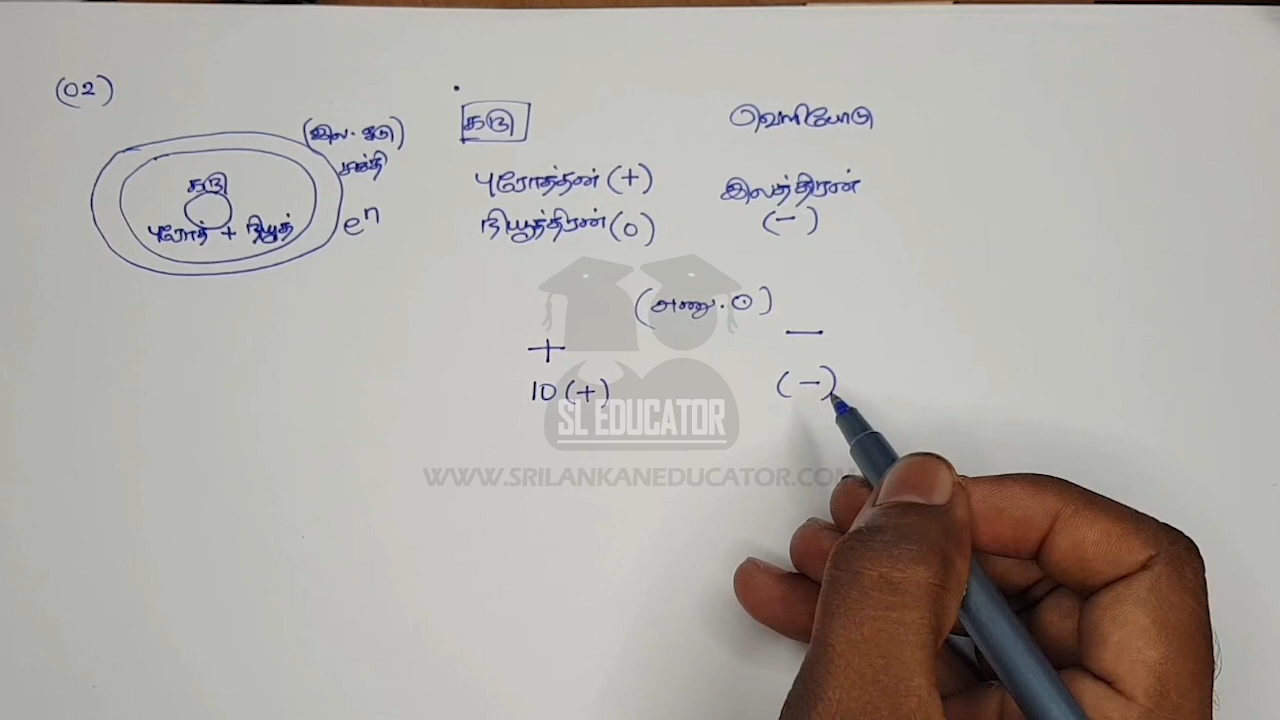 (02)
(இல. ஒடு)
சக்தி
கரு
புரோத் + நியூத்
eⁿ
கரு
புரோத்தன் (+)
நியூத்திரன் (0)
வெளியோடு
இலத்திரன்
(-)
(அணு. 0)
+ -
10 (+) (-)
SL EDUCATOR
WWW.SRILANKANEDUCATOR.COM